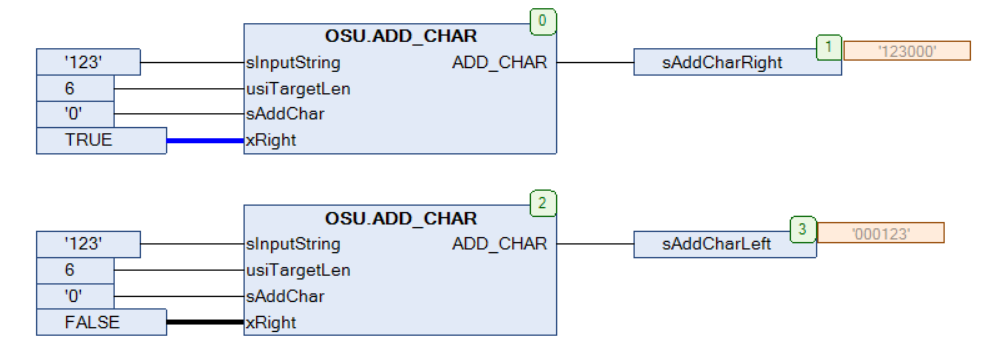 0
OSU.ADD_CHAR
'123' sInputString ADD_CHAR sAddCharRight 1 '123000'
6 usiTargetLen
'0' sAddChar
TRUE xRight
2
OSU.ADD_CHAR
'123' sInputString ADD_CHAR sAddCharLeft 3 '000123'
6 usiTargetLen
'0' sAddChar
FALSE xRight